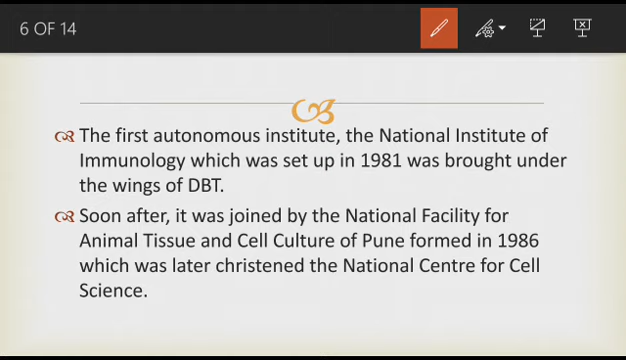 6 OF 14
The first autonomous institute, the National Institute of
Immunology which was set up in 1981 was brought under
the wings of DBT.
Soon after, it was joined by the National Facility for
Animal Tissue and Cell Culture of Pune formed in 1986
which was later christened the National Centre for Cell
Science.